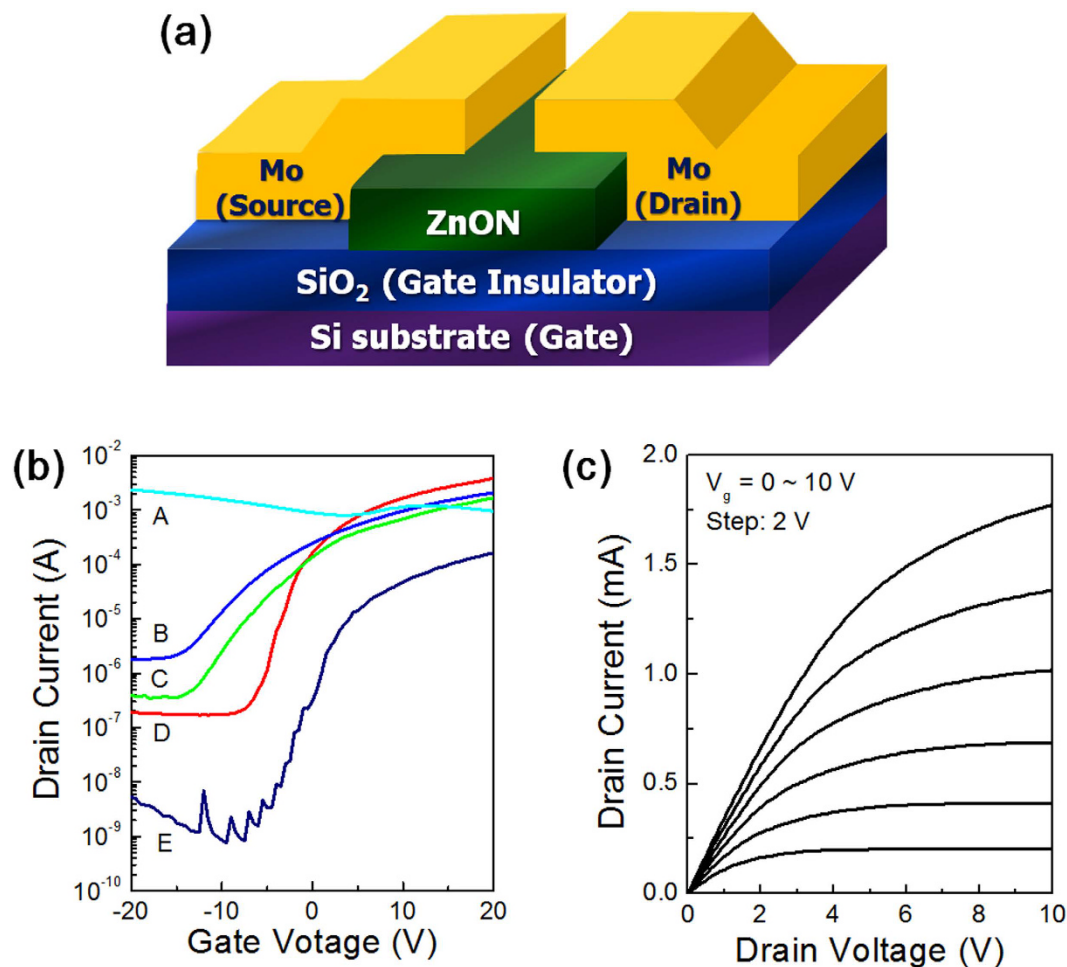 (a)
Mo
(Source)
Mo
(Drain)
ZnON
SiO₂ (Gate Insulator)
Si substrate (Gate)
(b)
Drain Current (A)
10⁻²
10⁻³
10⁻⁴
10⁻⁵
10⁻⁶
10⁻⁷
10⁻⁸
10⁻⁹
10⁻¹⁰
A
B
C
D
E
-20 -10 0 10 20
Gate Votage (V)
(c)
Drain Current (mA)
2.0
1.5
1.0
0.5
0.0
V_g = 0 ~ 10 V
Step: 2 V
0 2 4 6 8 10
Drain Voltage (V)